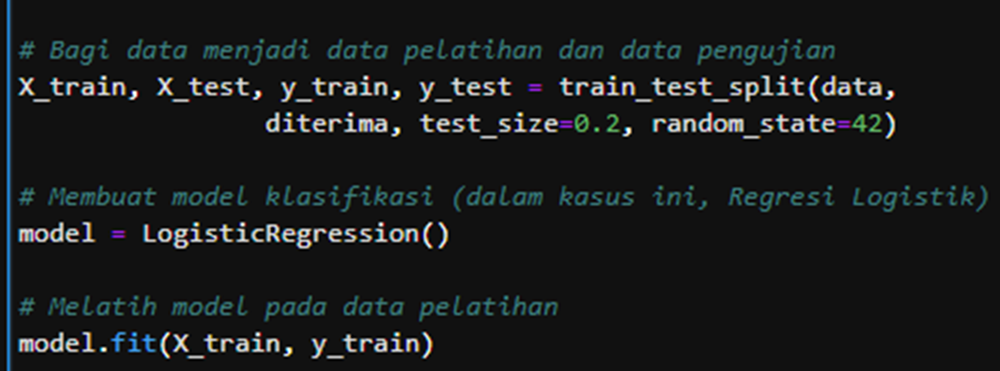 # Bagi data menjadi data pelatihan dan data pengujian
X_train, X_test, y_train, y_test = train_test_split(data,
diterima, test_size=0.2, random_state=42)
# Membuat model klasifikasi (dalam kasus ini, Regresi Logistik)
model = LogisticRegression()
# Melatih model pada data pelatihan
model.fit(X_train, y_train)